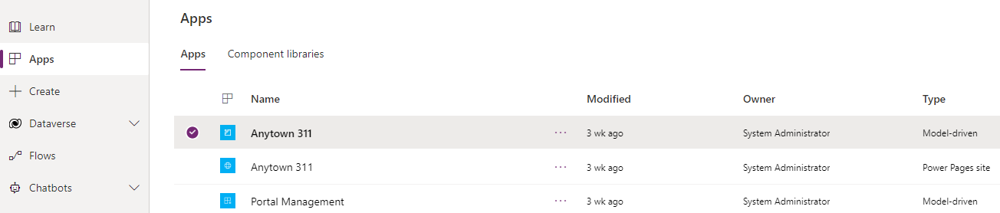 Learn
Apps
Create
Dataverse
Flows
Chatbots
Apps
Apps Component libraries
Name Modified Owner Type
Anytown 311 ... 3 wk ago System Administrator Model-driven
Anytown 311 ... 3 wk ago System Administrator Power Pages site
Portal Management ... 3 wk ago System Administrator Model-driven